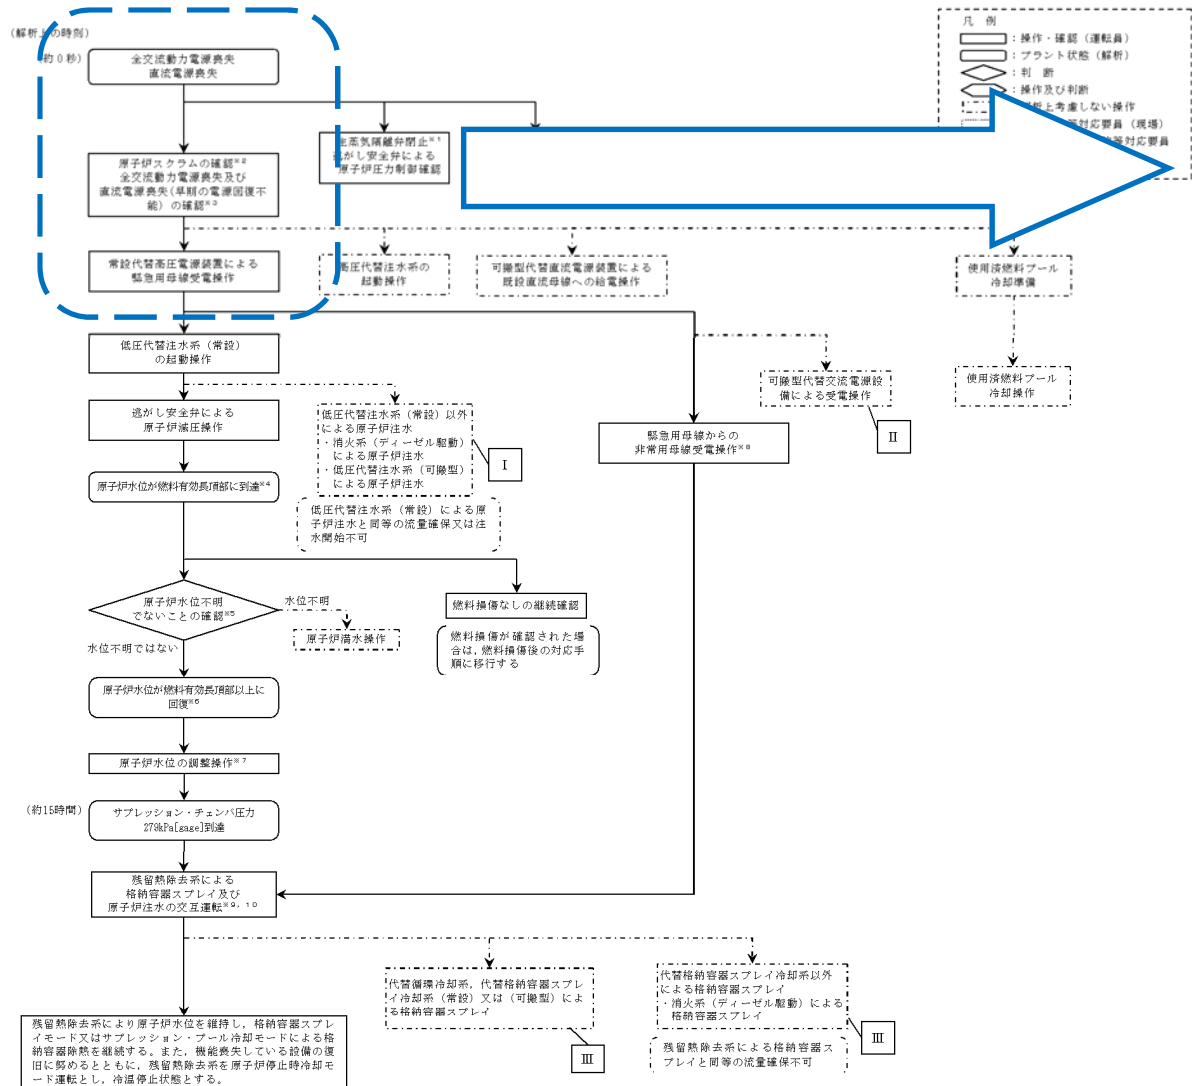 (解析上の時刻)
(約0秒)
全交流動力電源喪失
直流電源喪失
凡 例
：操作・確認（運転員）
：プラント状態（解析）
：判 断
：操作及び判断
解析上考慮しない操作
等対応要員（現場）
等対応要員
主蒸気隔離弁閉止※1
逃がし安全弁による
原子炉圧力制御確認
原子炉スクラムの確認※2
全交流動力電源喪失及び
直流電源喪失(早期の電源回復不
能）の確認※3
常設代替高圧電源装置による
緊急用母線受電操作
高圧代替注水系の
起動操作
可搬型代替直流電源装置による
既設直流母線への給電操作
使用済燃料プール
冷却準備
低圧代替注水系（常設）
の起動操作
可搬型代替交流電源設
備による受電操作
Ⅱ
使用済燃料プール
冷却操作
逃がし安全弁による
原子炉減圧操作
低圧代替注水系（常設）以外
による原子炉注水
・消火系（ディーゼル駆動）
による原子炉注水
・低圧代替注水系（可搬型）
による原子炉注水
Ⅰ
緊急用母線からの
非常用母線受電操作※8
原子炉水位が燃料有効長頂部に到達※4
低圧代替注水系（常設）による原
子炉注水と同等の流量確保又は注
水開始不可
原子炉水位不明
でないことの確認※5
水位不明
原子炉満水操作
水位不明ではない
燃料損傷なしの継続確認
燃料損傷が確認された場
合は，燃料損傷後の対応手
順に移行する
原子炉水位が燃料有効長頂部以上に
回復※6
原子炉水位の調整操作※7
(約15時間)
サプレッション・チェンバ圧力
279kPa[gage]到達
残留熱除去系による
格納容器スプレイ及び
原子炉注水の交互運転※9，10
代替循環冷却系，代替格納容器スプレ
イ冷却系（常設）又は（可搬型）によ
る格納容器スプレイ
Ⅲ
代替格納容器スプレイ冷却系以外
による格納容器スプレイ
・消火系（ディーゼル駆動）による
格納容器スプレイ
Ⅲ
残留熱除去系による格納容器ス
プレイと同等の流量確保不可
残留熱除去系により原子炉水位を維持し，格納容器スプレ
イモード又はサプレッション・プール冷却モードによる格
納容器除熱を継続する。また，機能喪失している設備の復
旧に努めるとともに，残留熱除去系を原子炉停止時冷却モ
ード運転とし，冷温停止状態とする。